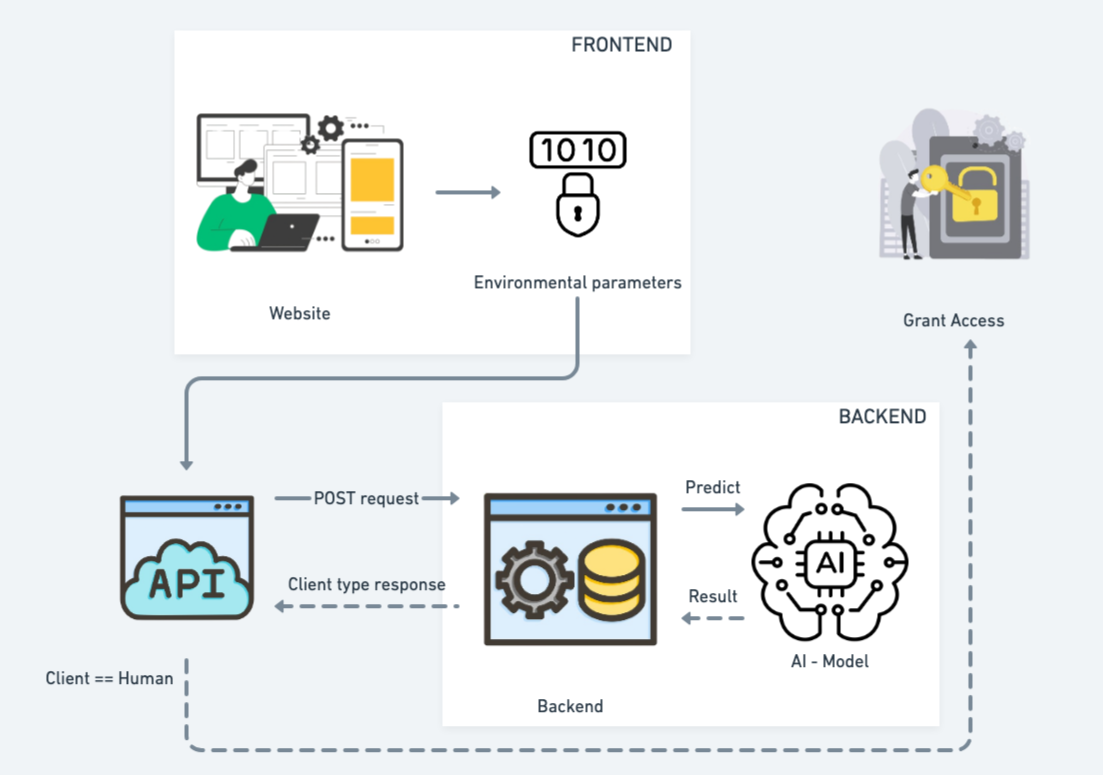 FRONTEND
1010
Environmental parameters
Website
Grant Access
BACKEND
POST request
Predict
API
Client type response
AI
Result
AI - Model
Client == Human
Backend